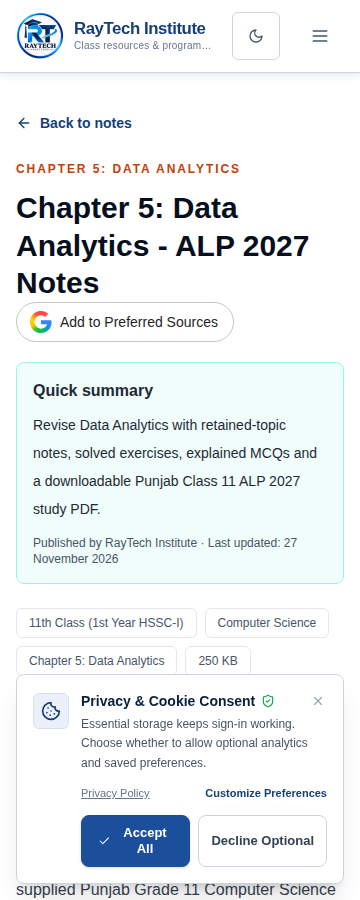 RAYTECH
RayTech Institute
Class resources & program…
Back to notes
CHAPTER 5: DATA ANALYTICS
Chapter 5: Data
Analytics - ALP 2027
Notes
Add to Preferred Sources
Quick summary
Revise Data Analytics with retained-topic
notes, solved exercises, explained MCQs and
a downloadable Punjab Class 11 ALP 2027
study PDF.
Published by RayTech Institute · Last updated: 27
November 2026
11th Class (1st Year HSSC-I)
Computer Science
Chapter 5: Data Analytics
250 KB
Privacy & Cookie Consent
Essential storage keeps sign-in working.
Choose whether to allow optional analytics
and saved preferences.
Privacy Policy
Customize Preferences
Accept
All
Decline Optional
supplied Punjab Grade 11 Computer Science